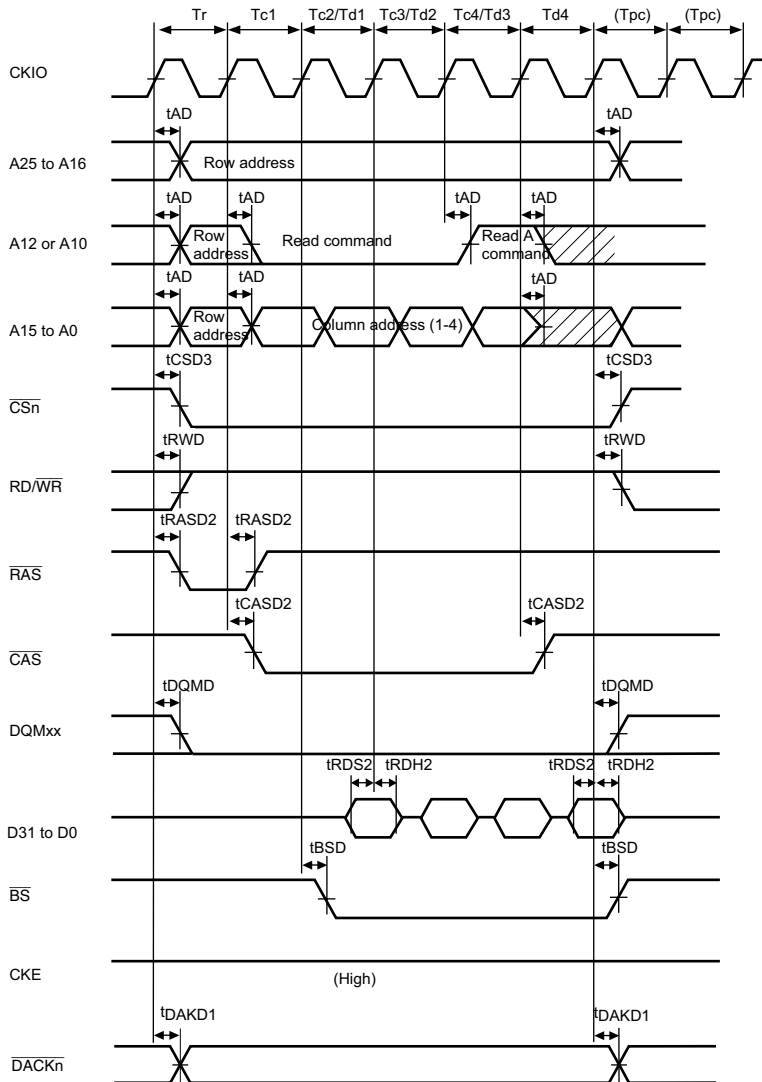 Tr Tc1 Tc2/Td1 Tc3/Td2 Tc4/Td3 Td4 (Tpc) (Tpc)
CKIO
tAD tAD
A25 to A16 Row address
tAD tAD tAD tAD
A12 or A10 Row address Read command Read A command
tAD tAD tAD
A15 to A0 Row address Column address (1-4)
tCSD3 tCSD3
CSn
tRWD tRWD
RD/WR
tRASD2 tRASD2
RAS
tCASD2 tCASD2
CAS
tDQMD tDQMD
DQMxx
tRDS2 tRDH2 tRDS2 tRDH2
D31 to D0
tBSD tBSD
BS
CKE (High)
tDAKD1 tDAKD1
DACKn